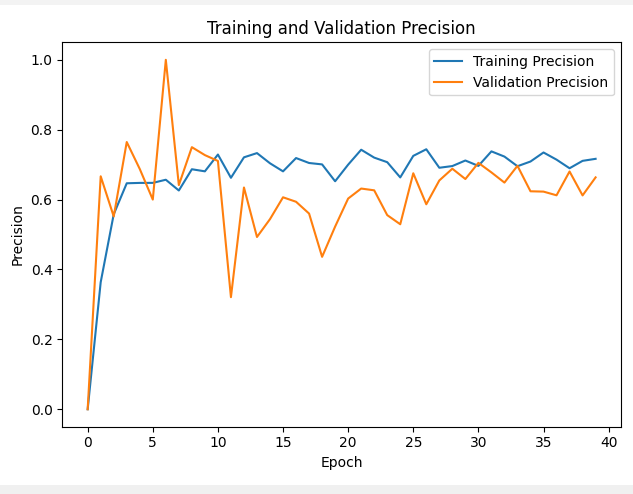 Training and Validation Precision
Training Precision
Validation Precision
1.0
0.8
0.6
0.4
0.2
0.0
Precision
0 5 10 15 20 25 30 35 40
Epoch